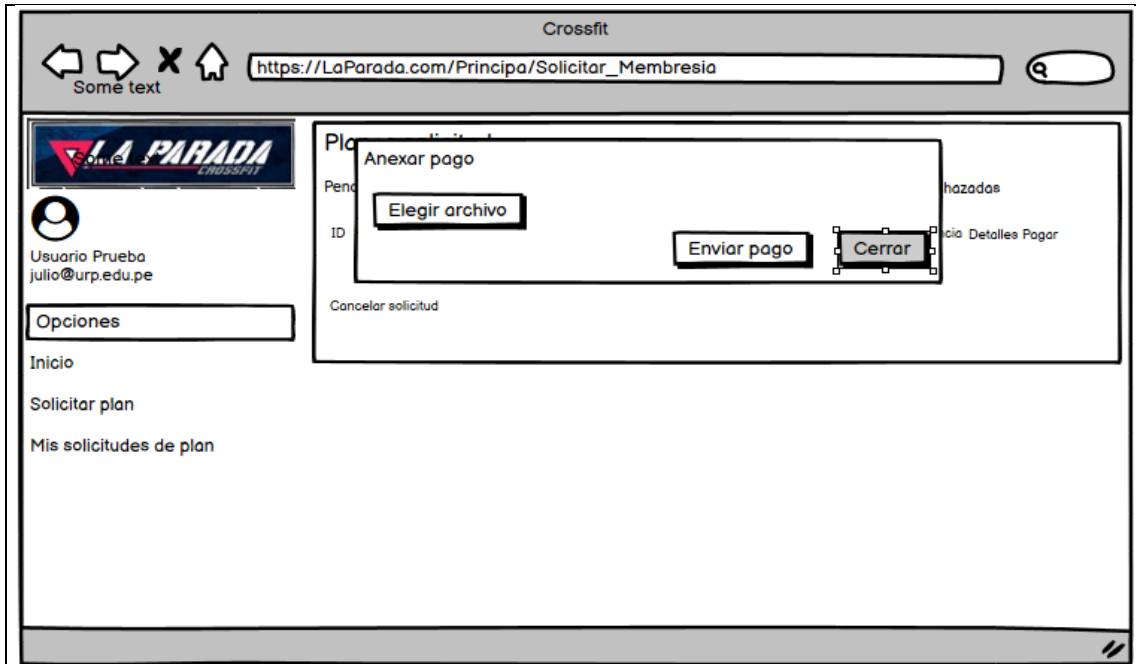 Crossfit
https://LaParada.com/Principa/Solicitar_Membresia
Some text
LA PARADA
CROSSFIT
Some
Usuario Prueba
julio@urp.edu.pe
Opciones
Inicio
Solicitar plan
Mis solicitudes de plan
Anexar pago
Elegir archivo
Enviar pago
Cerrar
hazadas
ID
ncia Detalles Pagar
Cancelar solicitud